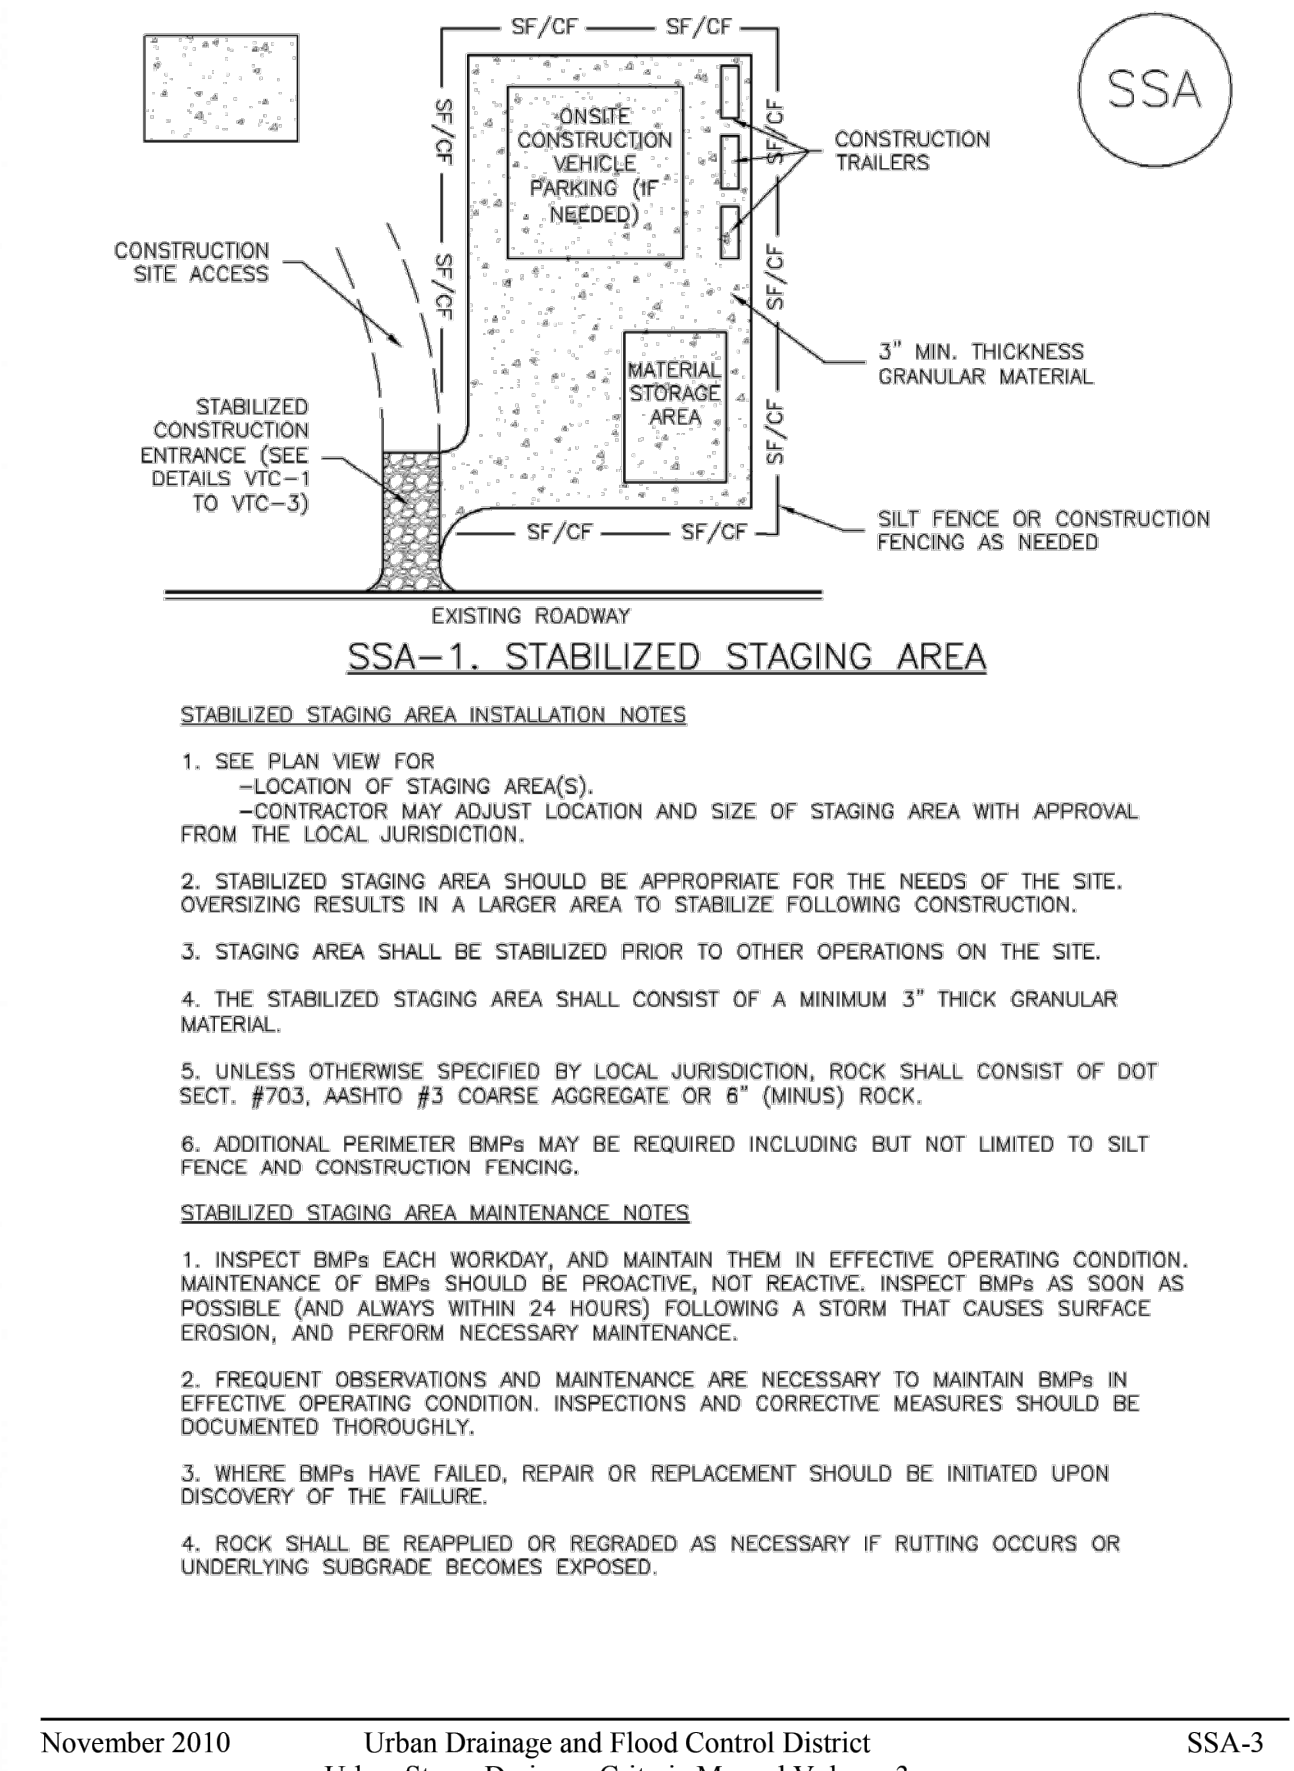 SF/CF SF/CF
SSA
ONSITE
CONSTRUCTION
VEHICLE
PARKING (IF
NEEDED)
SF/CF
SF/CF
SF/CF
SF/CF
SF/CF
CONSTRUCTION
TRAILERS
CONSTRUCTION
SITE ACCESS
3" MIN. THICKNESS
GRANULAR MATERIAL
MATERIAL
STORAGE
AREA
STABILIZED
CONSTRUCTION
ENTRANCE (SEE
DETAILS VTC-1
TO VTC-3)
SF/CF SF/CF
SILT FENCE OR CONSTRUCTION
FENCING AS NEEDED
EXISTING ROADWAY
SSA-1. STABILIZED STAGING AREA
STABILIZED STAGING AREA INSTALLATION NOTES
1. SEE PLAN VIEW FOR
-LOCATION OF STAGING AREA(S).
-CONTRACTOR MAY ADJUST LOCATION AND SIZE OF STAGING AREA WITH APPROVAL
FROM THE LOCAL JURISDICTION.
2. STABILIZED STAGING AREA SHOULD BE APPROPRIATE FOR THE NEEDS OF THE SITE.
OVERSIZING RESULTS IN A LARGER AREA TO STABILIZE FOLLOWING CONSTRUCTION.
3. STAGING AREA SHALL BE STABILIZED PRIOR TO OTHER OPERATIONS ON THE SITE.
4. THE STABILIZED STAGING AREA SHALL CONSIST OF A MINIMUM 3" THICK GRANULAR
MATERIAL.
5. UNLESS OTHERWISE SPECIFIED BY LOCAL JURISDICTION, ROCK SHALL CONSIST OF DOT
SECT. #703, AASHTO #3 COARSE AGGREGATE OR 6" (MINUS) ROCK.
6. ADDITIONAL PERIMETER BMPs MAY BE REQUIRED INCLUDING BUT NOT LIMITED TO SILT
FENCE AND CONSTRUCTION FENCING.
STABILIZED STAGING AREA MAINTENANCE NOTES
1. INSPECT BMPs EACH WORKDAY, AND MAINTAIN THEM IN EFFECTIVE OPERATING CONDITION.
MAINTENANCE OF BMPs SHOULD BE PROACTIVE, NOT REACTIVE. INSPECT BMPs AS SOON AS
POSSIBLE (AND ALWAYS WITHIN 24 HOURS) FOLLOWING A STORM THAT CAUSES SURFACE
EROSION, AND PERFORM NECESSARY MAINTENANCE.
2. FREQUENT OBSERVATIONS AND MAINTENANCE ARE NECESSARY TO MAINTAIN BMPs IN
EFFECTIVE OPERATING CONDITION. INSPECTIONS AND CORRECTIVE MEASURES SHOULD BE
DOCUMENTED THOROUGHLY.
3. WHERE BMPs HAVE FAILED, REPAIR OR REPLACEMENT SHOULD BE INITIATED UPON
DISCOVERY OF THE FAILURE.
4. ROCK SHALL BE REAPPLIED OR REGRADED AS NECESSARY IF RUTTING OCCURS OR
UNDERLYING SUBGRADE BECOMES EXPOSED.
November 2010 Urban Drainage and Flood Control District SSA-3